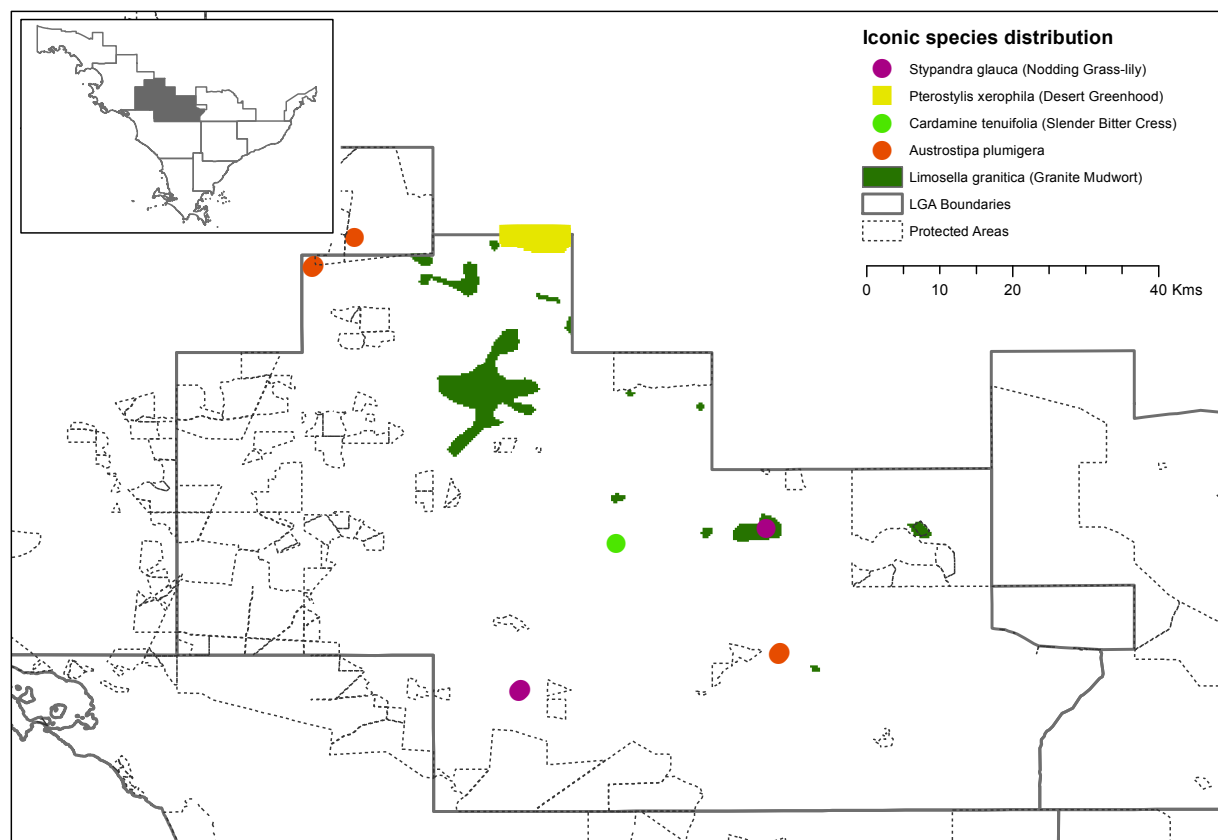 Iconic species distribution
Stypandra glauca (Nodding Grass-lily)
Pterostylis xerophila (Desert Greenhood)
Cardamine tenuifolia (Slender Bitter Cress)
Austrostipa plumigera
Limosella granitica (Granite Mudwort)
LGA Boundaries
Protected Areas
0 10 20 40 Kms